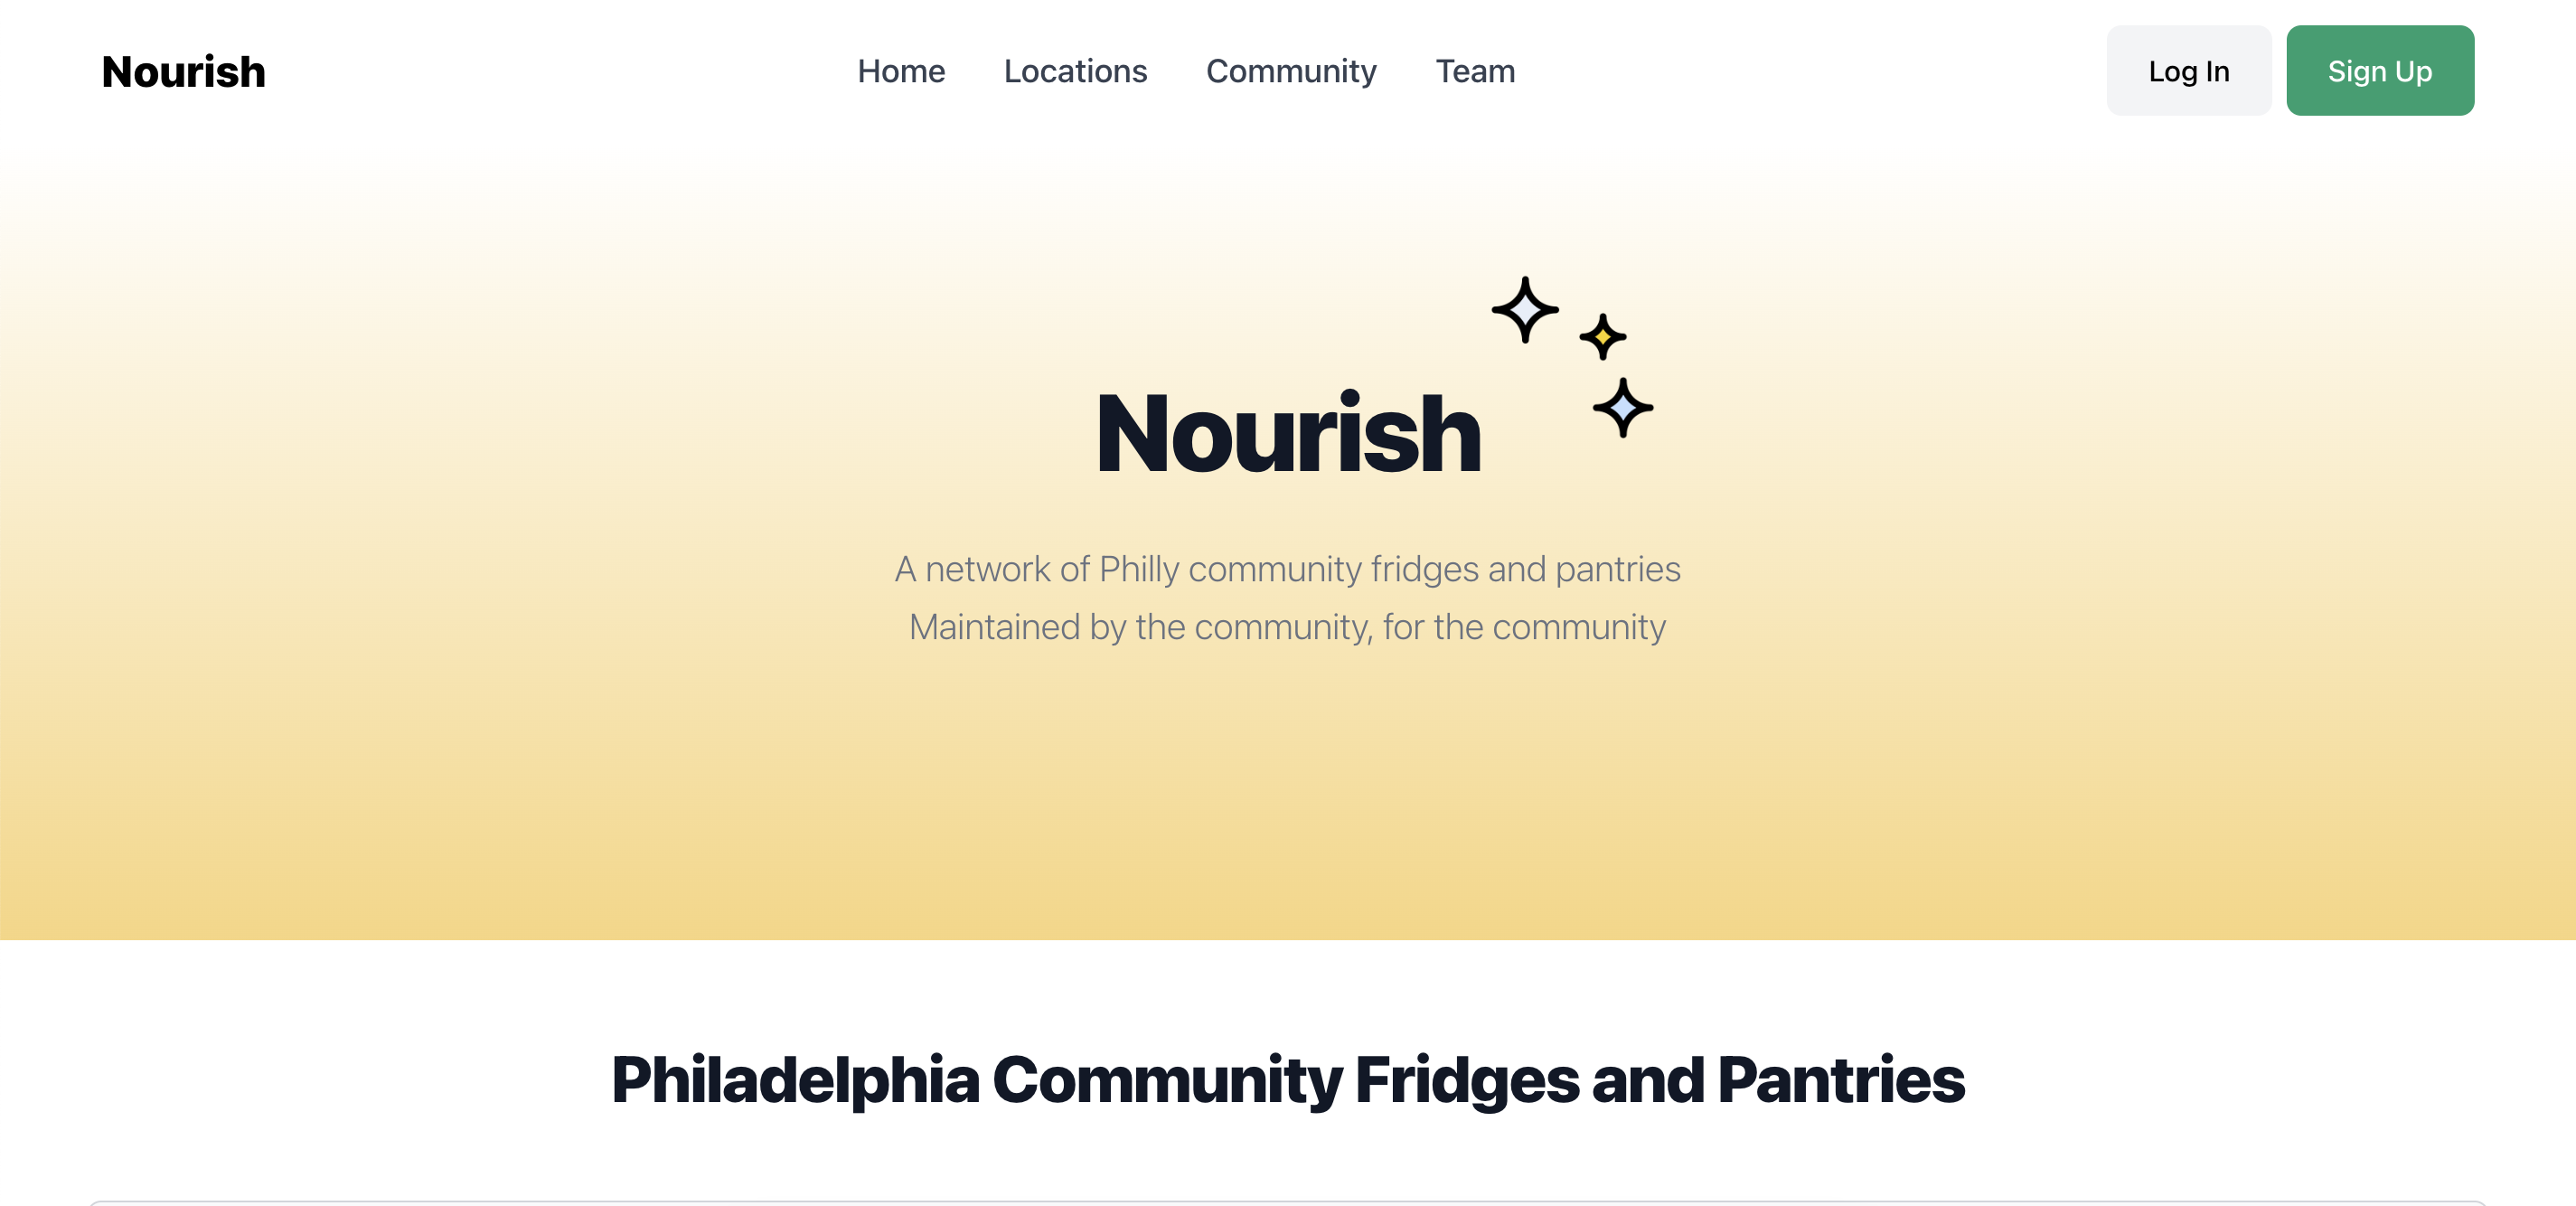 Nourish
Home Locations Community Team
Log In Sign Up
Nourish
A network of Philly community fridges and pantries
Maintained by the community, for the community
Philadelphia Community Fridges and Pantries